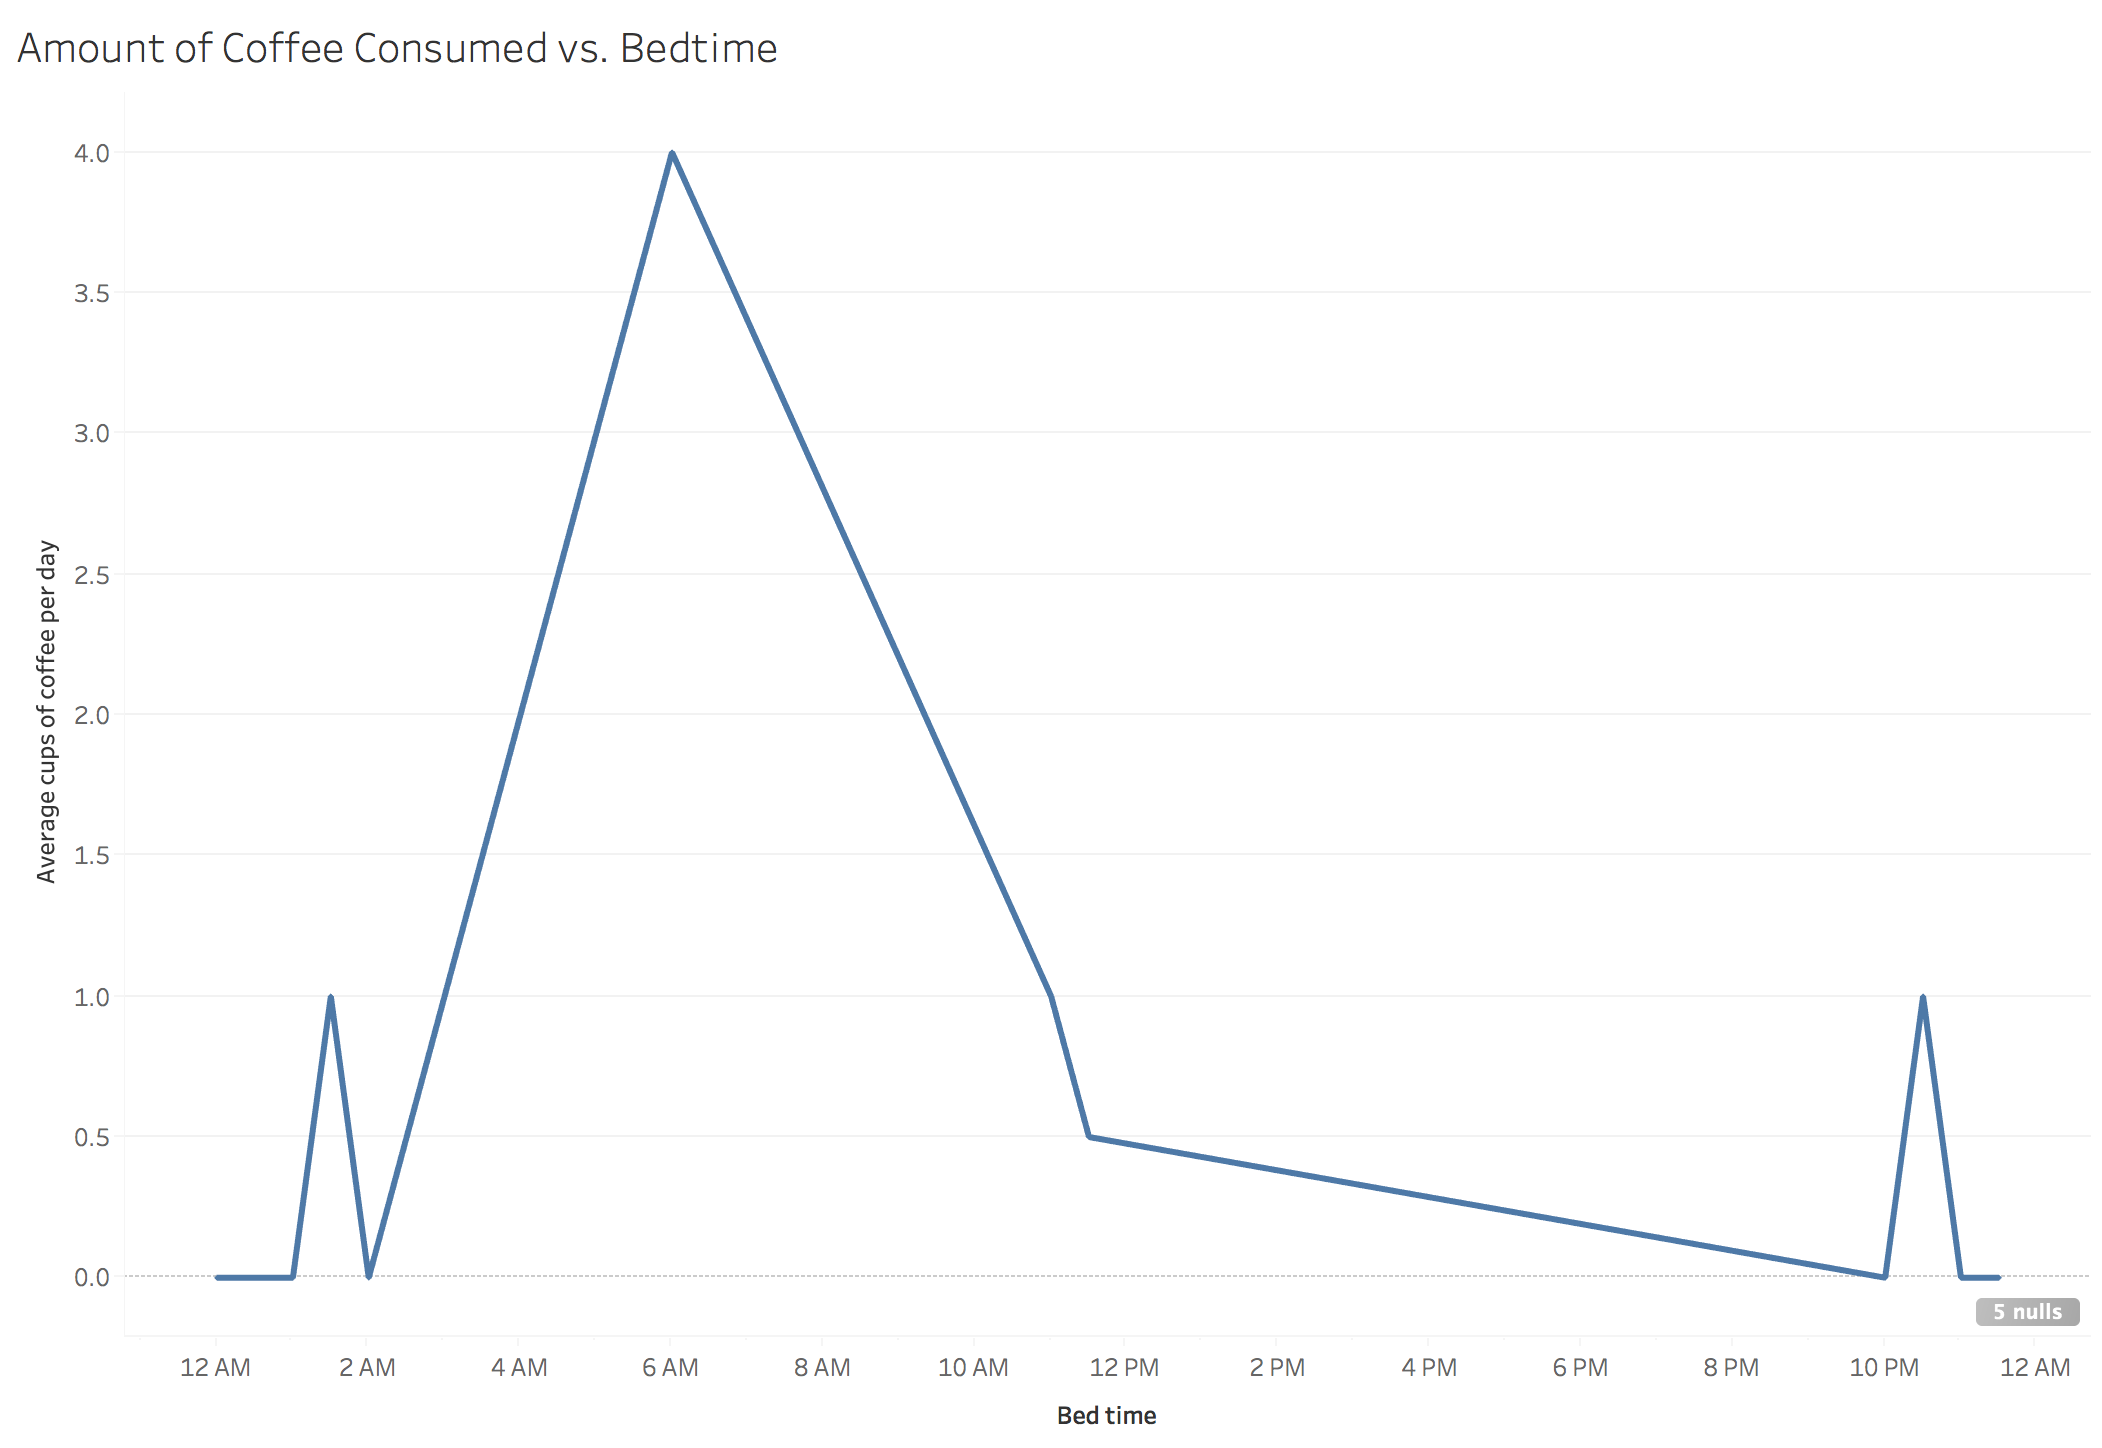 Amount of Coffee Consumed vs. Bedtime
4.0
3.5
3.0
2.5
2.0
1.5
1.0
0.5
0.0
Average cups of coffee per day
5 nulls
12 AM 2 AM 4 AM 6 AM 8 AM 10 AM 12 PM 2 PM 4 PM 6 PM 8 PM 10 PM 12 AM
Bed time